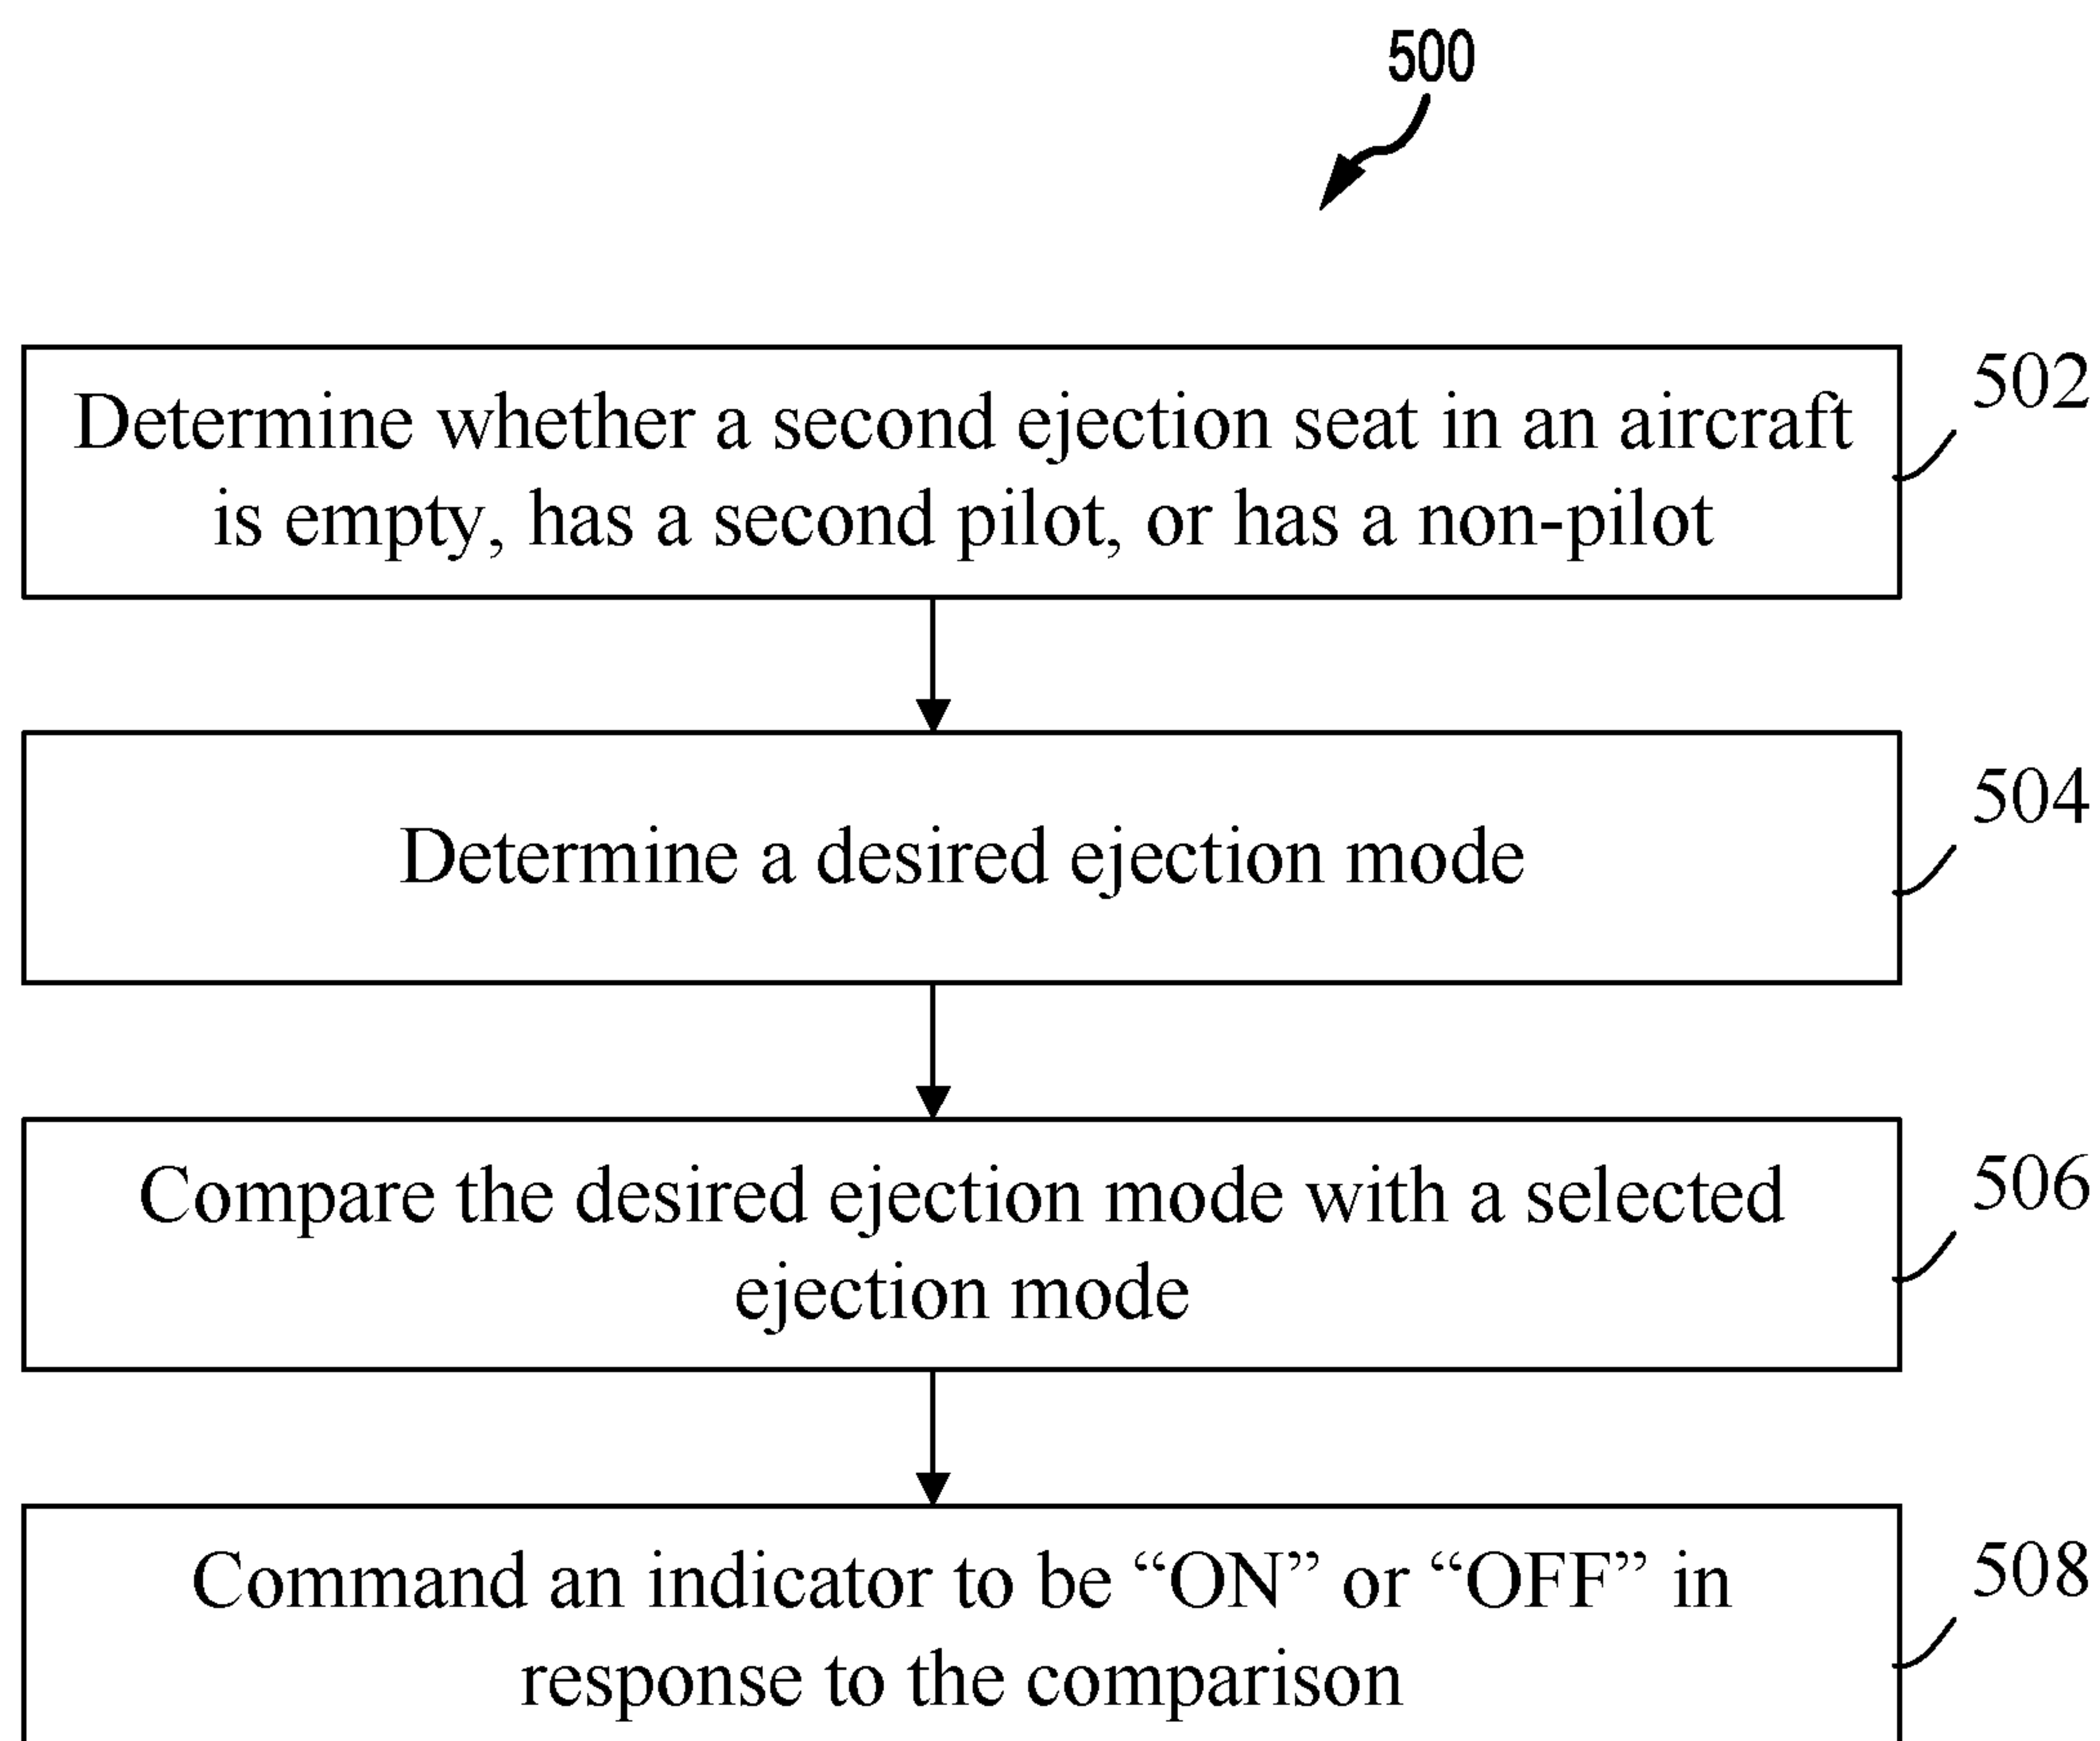 500
Determine whether a second ejection seat in an aircraft
is empty, has a second pilot, or has a non-pilot
502
Determine a desired ejection mode
504
Compare the desired ejection mode with a selected
ejection mode
506
Command an indicator to be “ON” or “OFF” in
response to the comparison
508